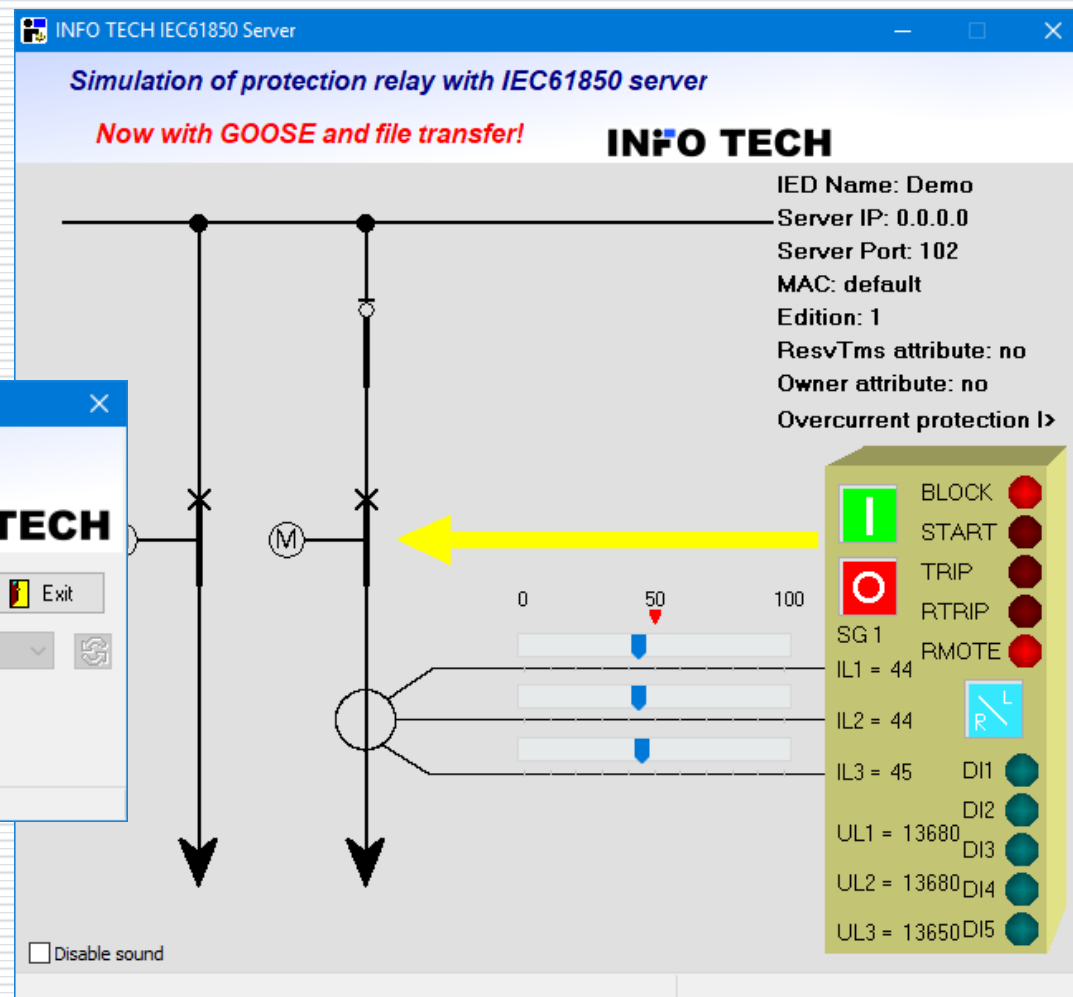 INFO TECH IEC61850 Server
Simulation of protection relay with IEC61850 server
Now with GOOSE and file transfer!
INFO TECH
IED Name: Demo
Server IP: 0.0.0.0
Server Port: 102
MAC: default
Edition: 1
ResvTms attribute: no
Owner attribute: no
Overcurrent protection I>
TECH
Exit
M
0 50 100
I
BLOCK
START
TRIP
O
RTRIP
SG1
RMOTE
IL1 = 44
L
R
IL2 = 44
IL3 = 45
DI1
DI2
UL1 = 13680
DI3
UL2 = 13680
DI4
UL3 = 13650
DI5
Disable sound